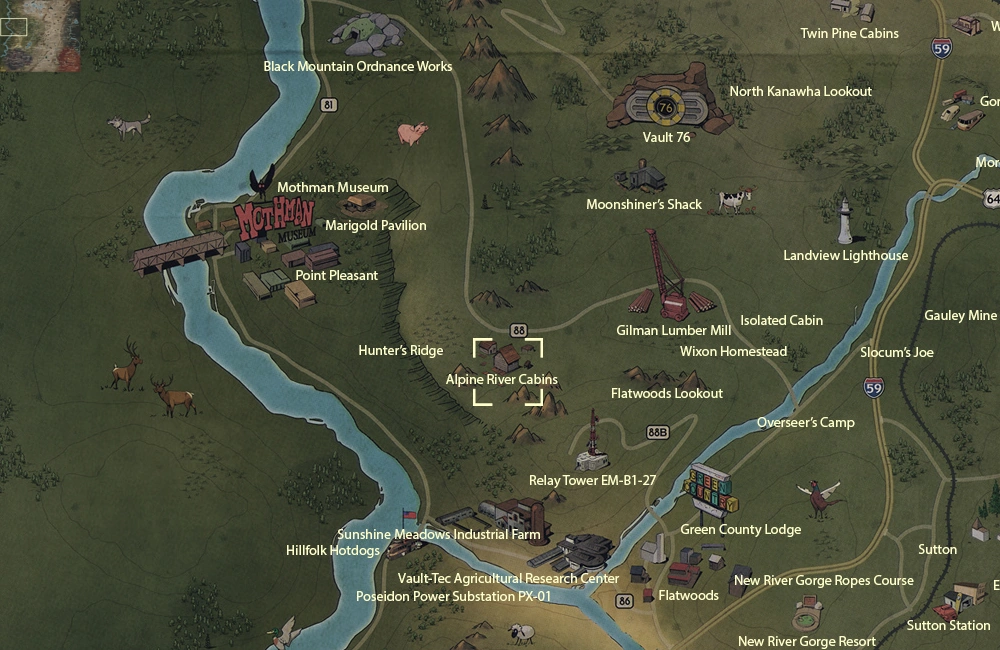 Twin Pine Cabins
59
Black Mountain Ordnance Works
North Kanawha Lookout
81
76
Vault 76
Mothman Museum
MOTHMAN
MUSEUM
Marigold Pavilion
Moonshiner's Shack
64
Point Pleasant
Landview Lighthouse
Gauley Mine
Isolated Cabin
88
Gilman Lumber Mill
Hunter's Ridge
Wixon Homestead
Slocum's Joe
Alpine River Cabins
59
Flatwoods Lookout
Overseer's Camp
88B
Relay Tower EM-B1-27
GREEN
COUNTRY
Green County Lodge
Sunshine Meadows Industrial Farm
Hillfolk Hotdogs
Sutton
Vault-Tec Agricultural Research Center
New River Gorge Ropes Course
Poseidon Power Substation PX-01
86
Flatwoods
Sutton Station
New River Gorge Resort